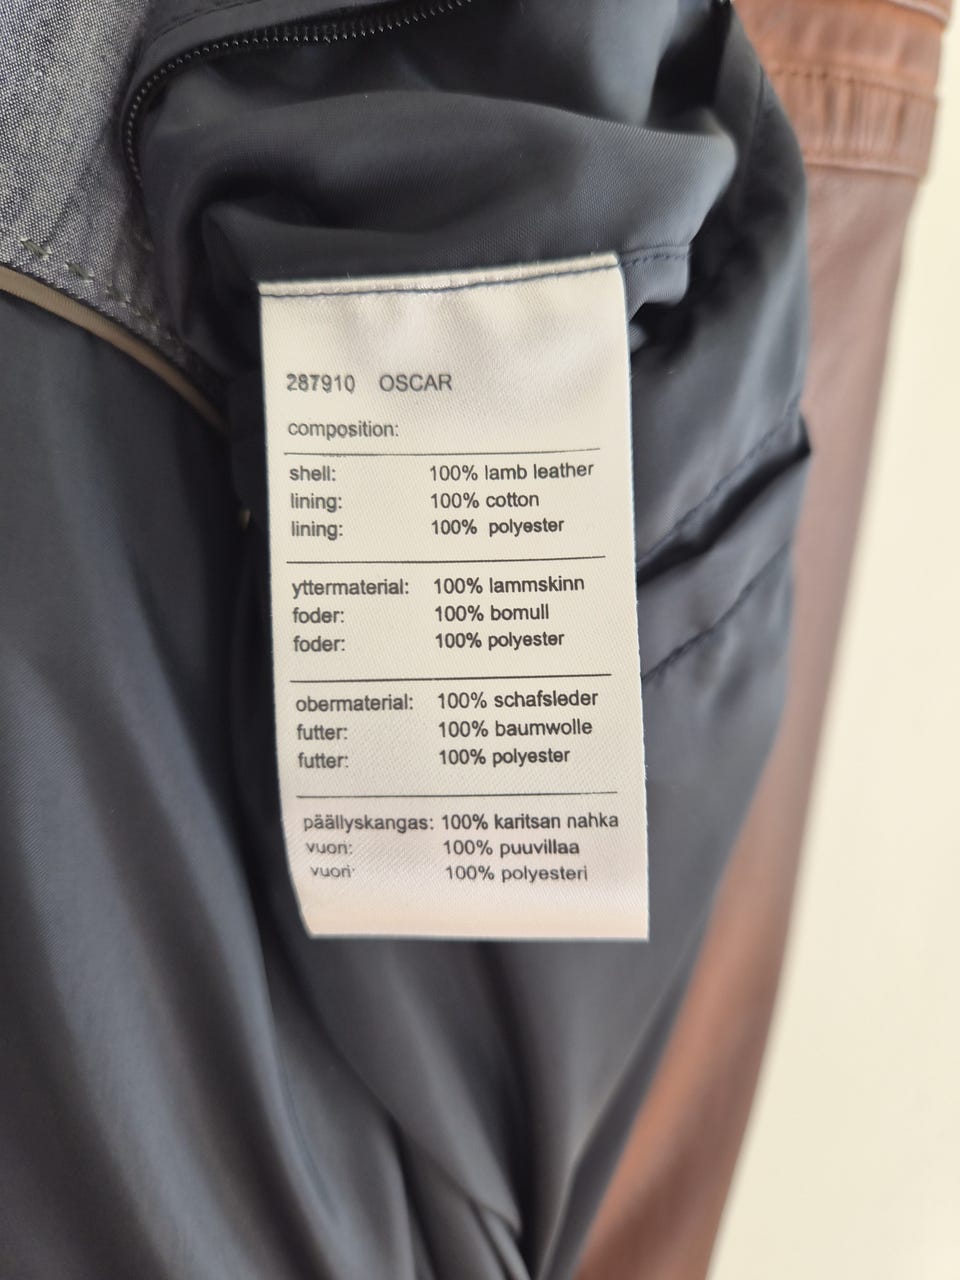 287910 OSCAR
composition:
shell: 100% lamb leather
lining: 100% cotton
lining: 100% polyester
yttermaterial: 100% lammskinn
foder: 100% bomull
foder: 100% polyester
obermaterial: 100% schafsleder
futter: 100% baumwolle
futter: 100% polyester
päällyskangas: 100% karitsan nahka
vuori: 100% puuvillaa
vuori: 100% polyesteri